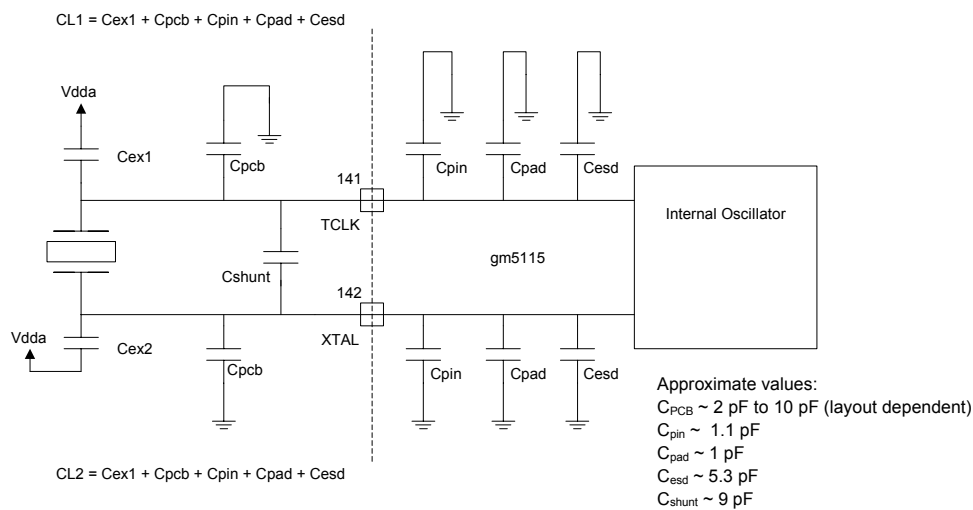 CL1 = Cex1 + Cpcb + Cpin + Cpad + Cesd
Vdda
Cex1
Cpcb
Cpin
Cpad
Cesd
141
TCLK
Internal Oscillator
Cshunt
gm5115
142
XTAL
Vdda
Cex2
Cpcb
Cpin
Cpad
Cesd
Approximate values:
CPCB ~ 2 pF to 10 pF (layout dependent)
Cpin ~ 1.1 pF
Cpad ~ 1 pF
Cesd ~ 5.3 pF
Cshunt ~ 9 pF
CL2 = Cex1 + Cpcb + Cpin + Cpad + Cesd